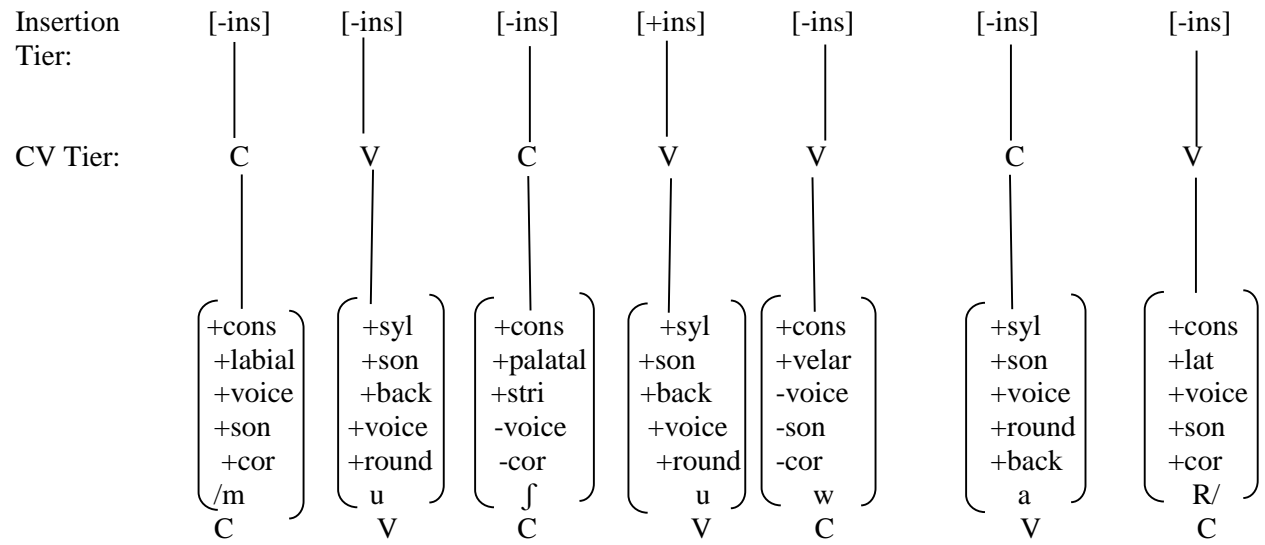 Insertion [-ins] [-ins] [-ins] [+ins] [-ins] [-ins] [-ins]
Tier:
CV Tier: C V C V V C V
+cons +syl +cons +syl +cons +syl +cons
+labial +son +palatal +son +velar +son +lat
+voice +back +stri +back -voice +voice +voice
+son +voice -voice +voice -son +round +son
+cor +round -cor +round -cor +back +cor
/m u ʃ u w a R/
C V C V C V C